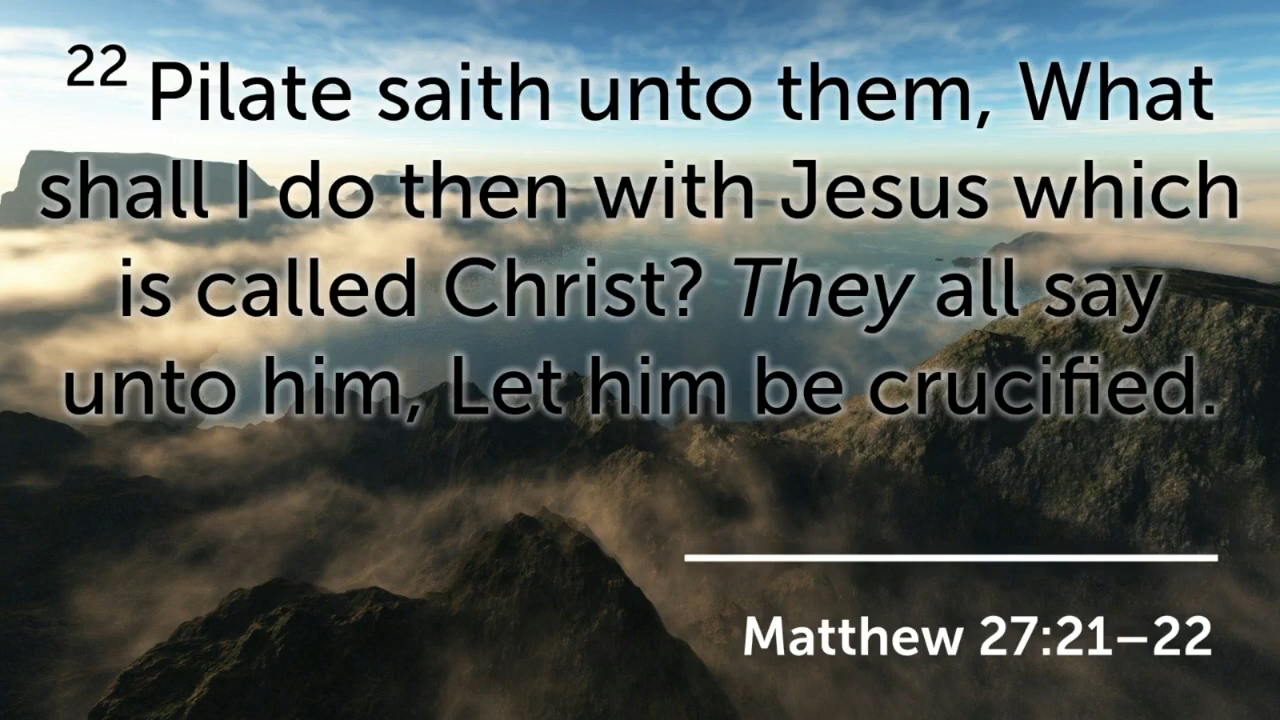 22 Pilate saith unto them, What
shall I do then with Jesus which
is called Christ? They all say
unto him, Let him be crucified.
Matthew 27:21–22